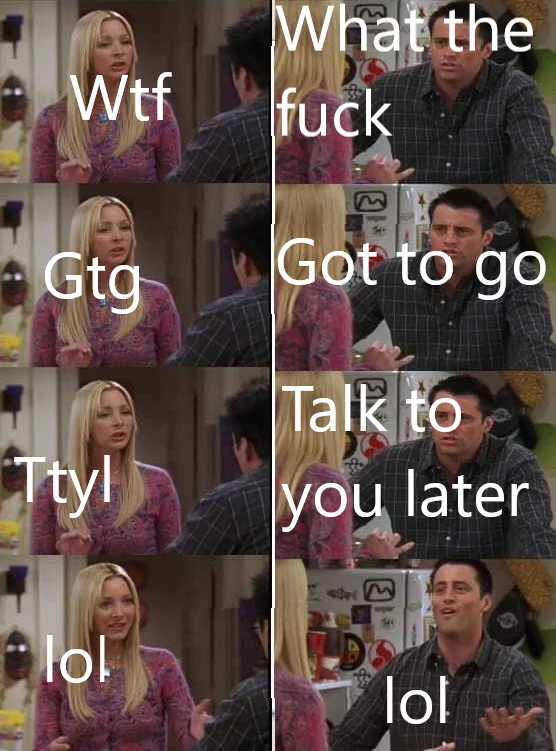 Wtf
What the
fuck
Gtg
Got to go
Ttyl
Talk to
you later
lol
lol